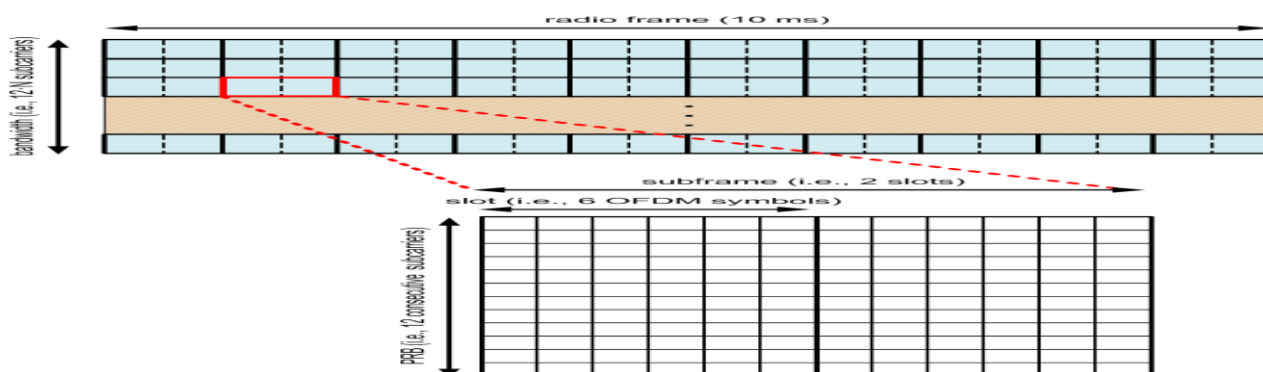 radio frame (10 ms)
bandwidth (i.e., 12·N subcarriers)
subframe (i.e., 2 slots)
slot (i.e., 6 OFDM symbols)
PRB (i.e., 12 consecutive subcarriers)